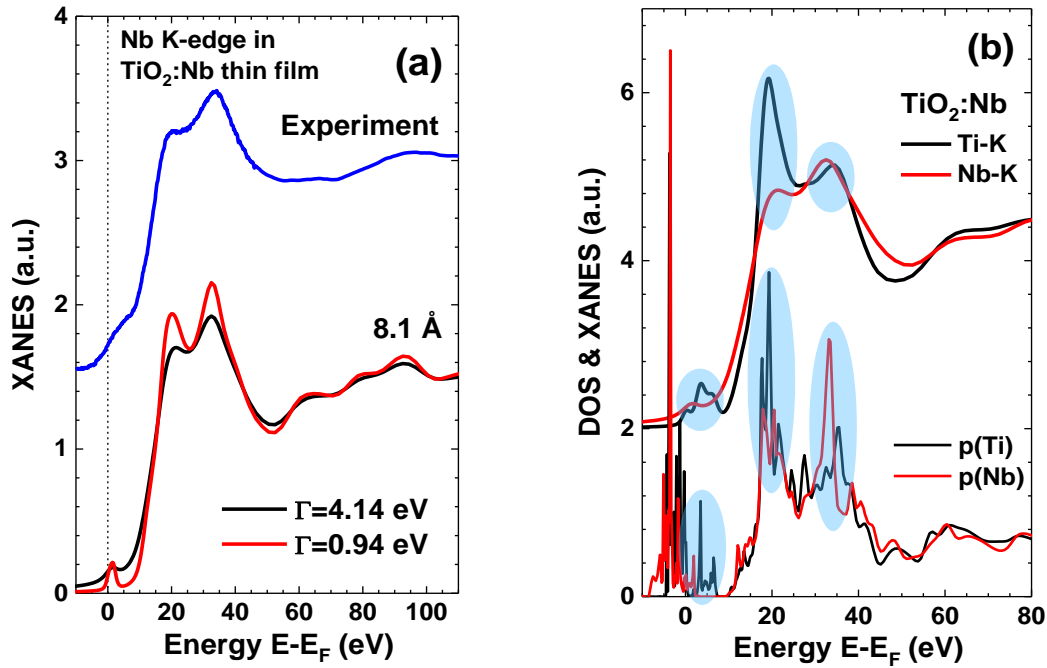 Nb K-edge in
TiO2:Nb thin film
(a)
Experiment
8.1 Å
Γ=4.14 eV
Γ=0.94 eV
XANES (a.u.)
4
3
2
1
0
0 20 40 60 80 100
Energy E-EF (eV)
(b)
TiO2:Nb
Ti-K
Nb-K
p(Ti)
p(Nb)
DOS & XANES (a.u.)
6
4
2
0
0 20 40 60 80
Energy E-EF (eV)